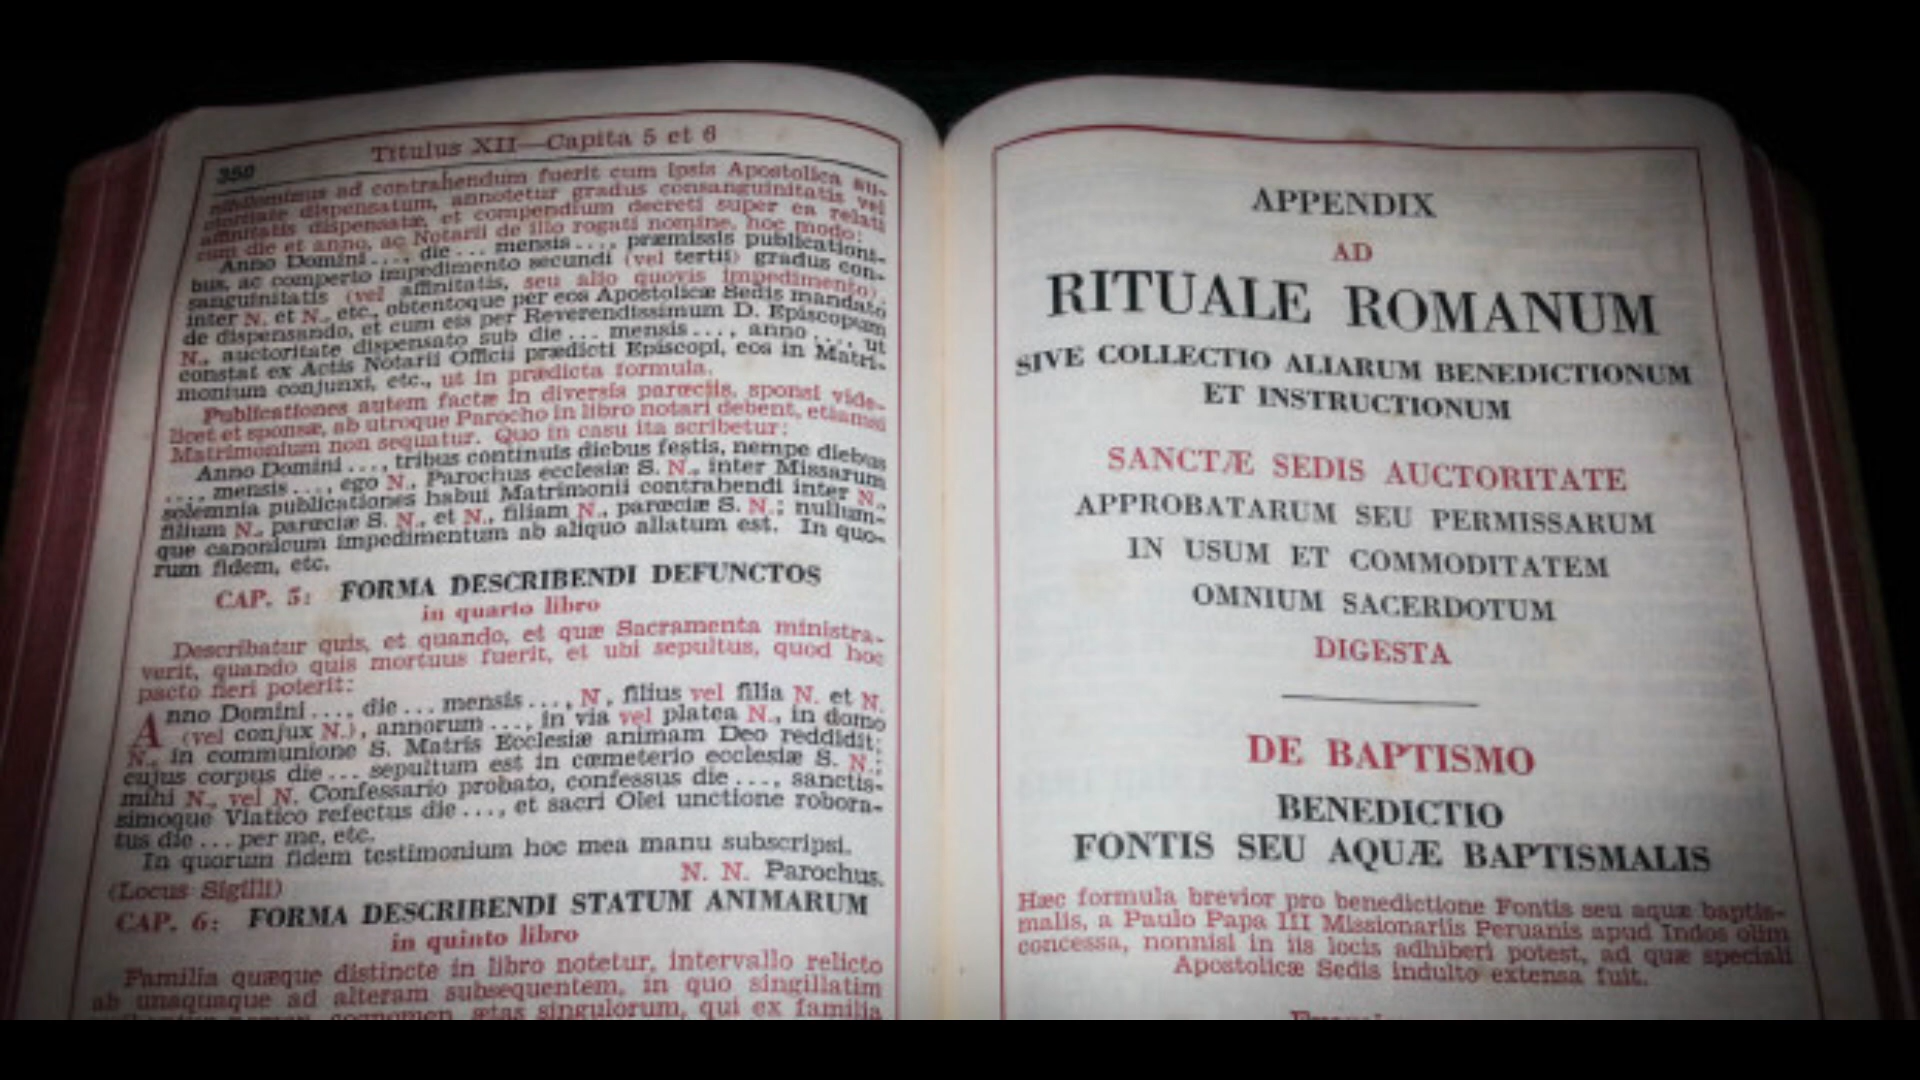 350
Titulus XII—Capita 5 et 6
nihilominus ad contrahendum fuerit cum ipsis Apostolica au-
ctoritate dispensatum, annotetur gradus consanguinitatis vel
affinitatis dispensatæ, et compendium decreti super ea relati
cum die et anno, ac Notarii de illo rogati nomine, hoc modo:
Anno Domini ..., die ... mensis ..., præmissis publicationi-
bus, ac comperto impedimento secundi (vel tertii) gradus con-
sanguinitatis (vel affinitatis, seu alio quovis impedimento),
inter N. et N., etc., obtentoque per eos Apostolicæ Sedis mandato
de dispensando, et cum eis per Reverendissimum D. Episcopum
N., auctoritate dispensato sub die ... mensis ..., anno ..., ut
constat ex Actis Notarii Officii prædicti Episcopi, eos in Matri-
monium conjunxi, etc., ut in prædicta formula.
Publicationes autem factæ in diversis parœciis, sponsi vide-
licet et sponsæ, ab utroque Parocho in libro notari debent, etiamsi
Matrimonium non sequatur. Quo in casu ita scribetur:
Anno Domini ..., tribus continuis diebus festis, nempe diebus
..., mensis ..., ego N., Parochus ecclesiæ S. N., inter Missarum
solemnia publicationes habui Matrimonii contrahendi inter N.,
filium N., parœciæ S. N., et N., filiam N., parœciæ S. N.; nullum-
que canonicum impedimentum ab aliquo allatum est. In quo-
rum fidem, etc.
CAP. 5: FORMA DESCRIBENDI DEFUNCTOS
in quarto libro
Describatur quis, et quando, et quæ Sacramenta ministra-
verit, quando quis mortuus fuerit, et ubi sepultus, quod hoc
pacto fieri poterit:
Anno Domini ..., die ... mensis ..., N., filius vel filia N. et N.
(vel conjux N.), annorum ..., in via vel platea N., in domo
N., in communione S. Matris Ecclesiæ animam Deo reddidit;
cujus corpus die ... sepultum est in cœmeterio ecclesiæ S. N.;
mihi N., vel N. Confessario probato, confessus die ..., sanctis-
simoque Viatico refectus die ..., et sacri Olei unctione robora-
tus die ... per me, etc.
In quorum fidem testimonium hoc mea manu subscripsi.
N. N. Parochus.
(Locus Sigilli)
CAP. 6: FORMA DESCRIBENDI STATUM ANIMARUM
in quinto libro
Familia quæque distincte in libro notetur, intervallo relicto
ab unaquaque ad alteram subsequentem, in quo singillatim
nomen, cognomen, ætas singulorum, qui ex familia
APPENDIX
AD
RITUALE ROMANUM
SIVE COLLECTIO ALIARUM BENEDICTIONUM
ET INSTRUCTIONUM
SANCTÆ SEDIS AUCTORITATE
APPROBATARUM SEU PERMISSARUM
IN USUM ET COMMODITATEM
OMNIUM SACERDOTUM
DIGESTA
DE BAPTISMO
BENEDICTIO
FONTIS SEU AQUÆ BAPTISMALIS
Hæc formula brevior pro benedictione Fontis seu aquæ baptis-
malis, a Paulo Papa III Missionariis Peruanis apud Indos olim
concessa, nonnisi in iis locis adhiberi potest, ad quæ speciali
Apostolicæ Sedis indulto extensa fuit.